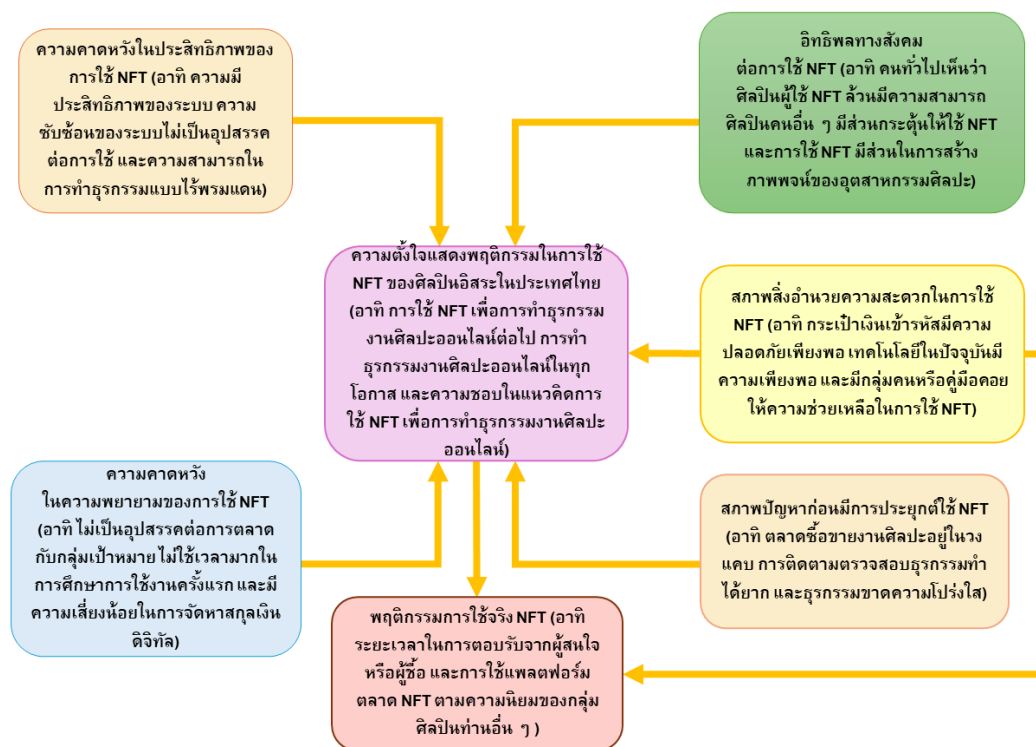 ความคาดหวังในประสิทธิภาพของ
การใช้ NFT (อาทิ ความมี
ประสิทธิภาพของระบบ ความ
ซับซ้อนของระบบไม่เป็นอุปสรรค
ต่อการใช้ และความสามารถใน
การทำธุรกรรมแบบไร้พรมแดน)
อิทธิพลทางสังคม
ต่อการใช้ NFT (อาทิ คนทั่วไปเห็นว่า
ศิลปินผู้ใช้ NFT ล้วนมีความสามารถ
ศิลปินคนอื่น ๆ มีส่วนกระตุ้นให้ใช้ NFT
และการใช้ NFT มีส่วนในการสร้าง
ภาพพจน์ของอุตสาหกรรมศิลปะ)
ความตั้งใจแสดงพฤติกรรมในการใช้
NFT ของศิลปินอิสระในประเทศไทย
(อาทิ การใช้ NFT เพื่อการทำธุรกรรม
งานศิลปะออนไลน์ต่อไป การทำ
ธุรกรรมงานศิลปะออนไลน์ในทุก
โอกาส และความชอบในแนวคิดการ
ใช้ NFT เพื่อการทำธุรกรรมงานศิลปะ
ออนไลน์)
สภาพสิ่งอำนวยความสะดวกในการใช้
NFT (อาทิ กระเป๋าเงินเข้ารหัสมีความ
ปลอดภัยเพียงพอ เทคโนโลยีในปัจจุบันมี
ความเพียงพอ และมีกลุ่มคนหรือคู่มือคอย
ให้ความช่วยเหลือในการใช้ NFT)
ความคาดหวัง
ในความพยายามของการใช้ NFT
(อาทิ ไม่เป็นอุปสรรคต่อการตลาด
กับกลุ่มเป้าหมาย ไม่ใช้เวลามากใน
การศึกษาการใช้งานครั้งแรก และมี
ความเสี่ยงน้อยในการจัดหาสกุลเงิน
ดิจิทัล)
สภาพปัญหาก่อนมีการประยุกต์ใช้ NFT
(อาทิ ตลาดซื้อขายงานศิลปะอยู่ในวง
แคบ การติดตามตรวจสอบธุรกรรมทำ
ได้ยาก และธุรกรรมขาดความโปร่งใส)
พฤติกรรมการใช้จริง NFT (อาทิ
ระยะเวลาในการตอบรับจากผู้สนใจ
หรือผู้ซื้อ และการใช้แพลตฟอร์ม
ตลาด NFT ตามความนิยมของกลุ่ม
ศิลปินท่านอื่น ๆ )